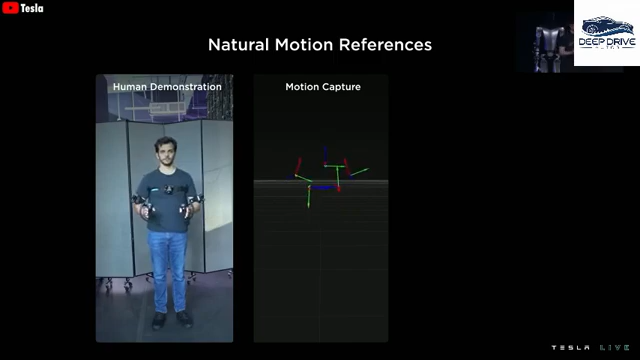 Tesla
DEEP DRIVE
Natural Motion References
Human Demonstration
Motion Capture
TESLA LIVE